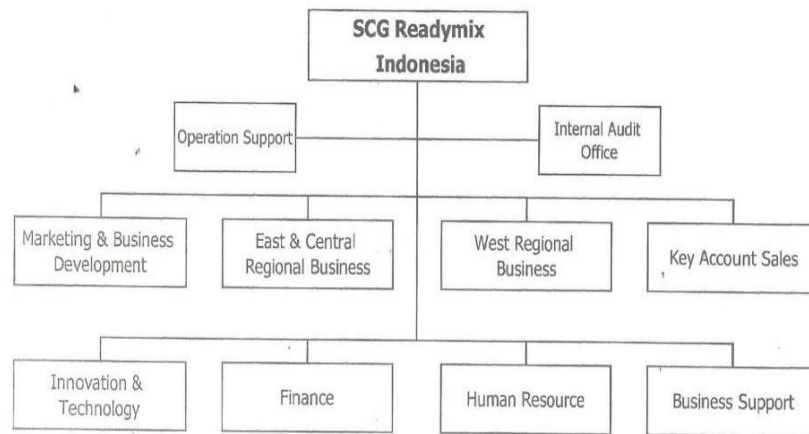 SCG Readymix
Indonesia
Operation Support
Internal Audit
Office
Marketing & Business
Development
East & Central
Regional Business
West Regional
Business
Key Account Sales
Innovation &
Technology
Finance
Human Resource
Business Support